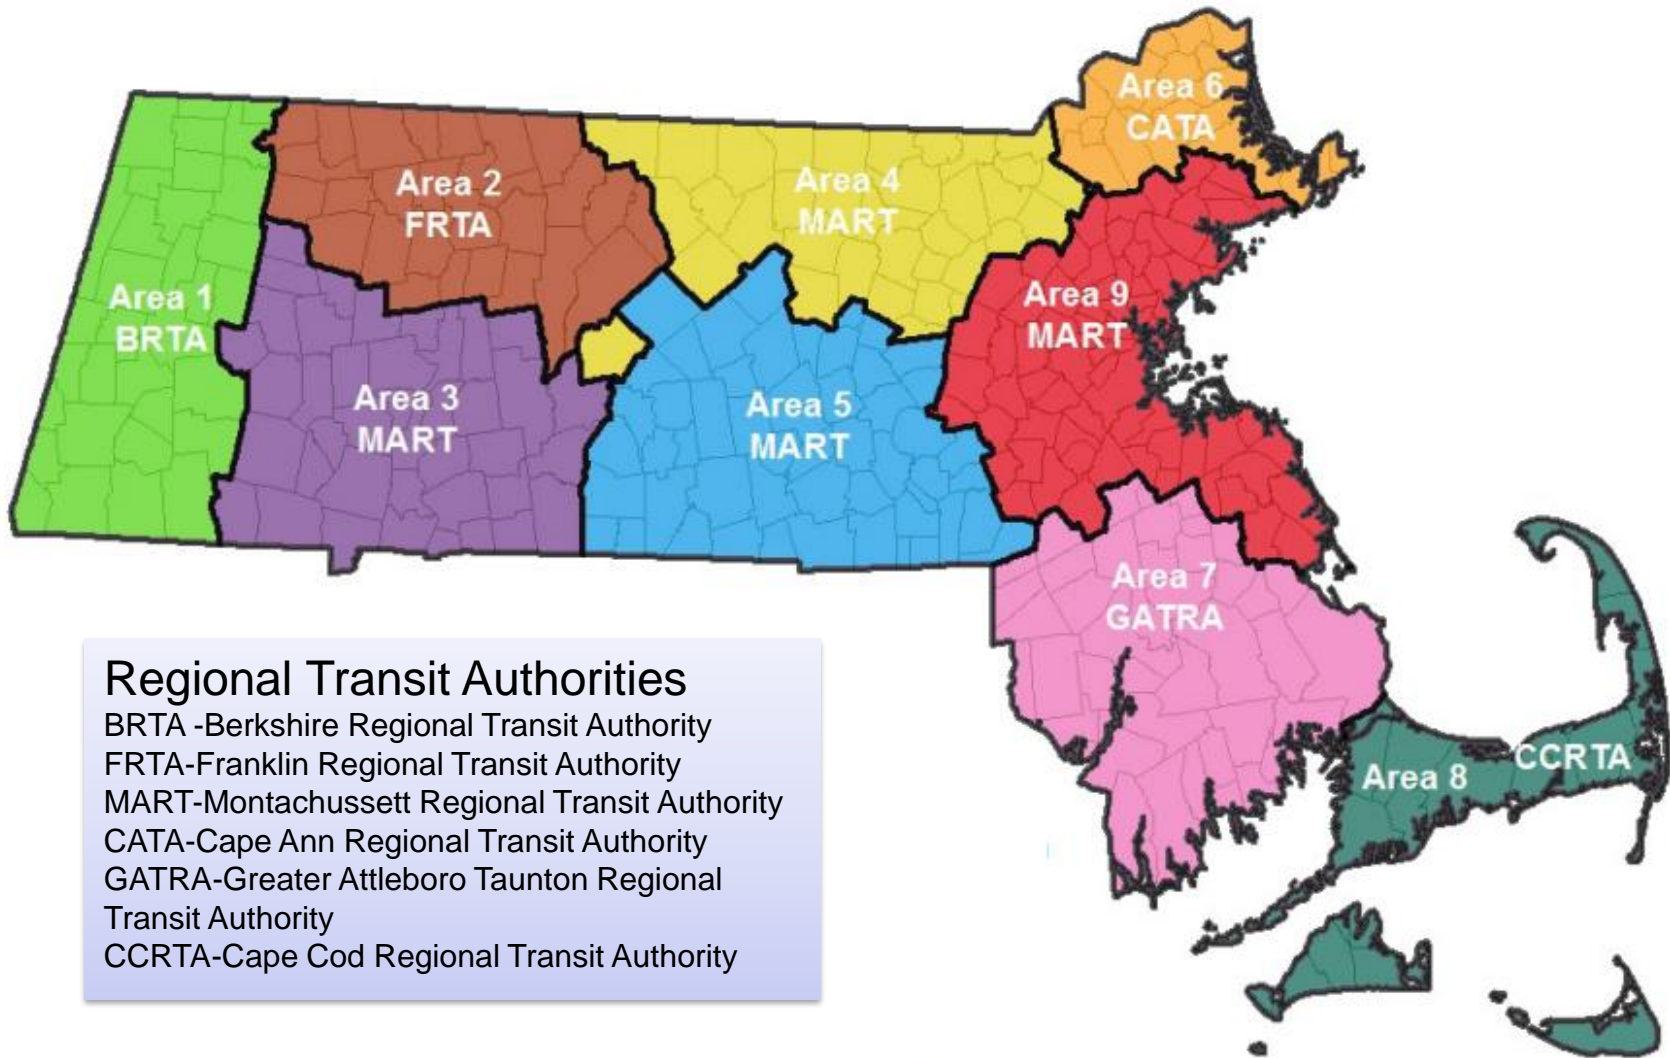 Area 6
CATA
Area 2
FRTA
Area 4
MART
Area 1
BRTA
Area 9
MART
Area 3
MART
Area 5
MART
Area 7
GATRA
CCRTA
Area 8
Regional Transit Authorities
BRTA -Berkshire Regional Transit Authority
FRTA-Franklin Regional Transit Authority
MART-Montachussett Regional Transit Authority
CATA-Cape Ann Regional Transit Authority
GATRA-Greater Attleboro Taunton Regional
Transit Authority
CCRTA-Cape Cod Regional Transit Authority